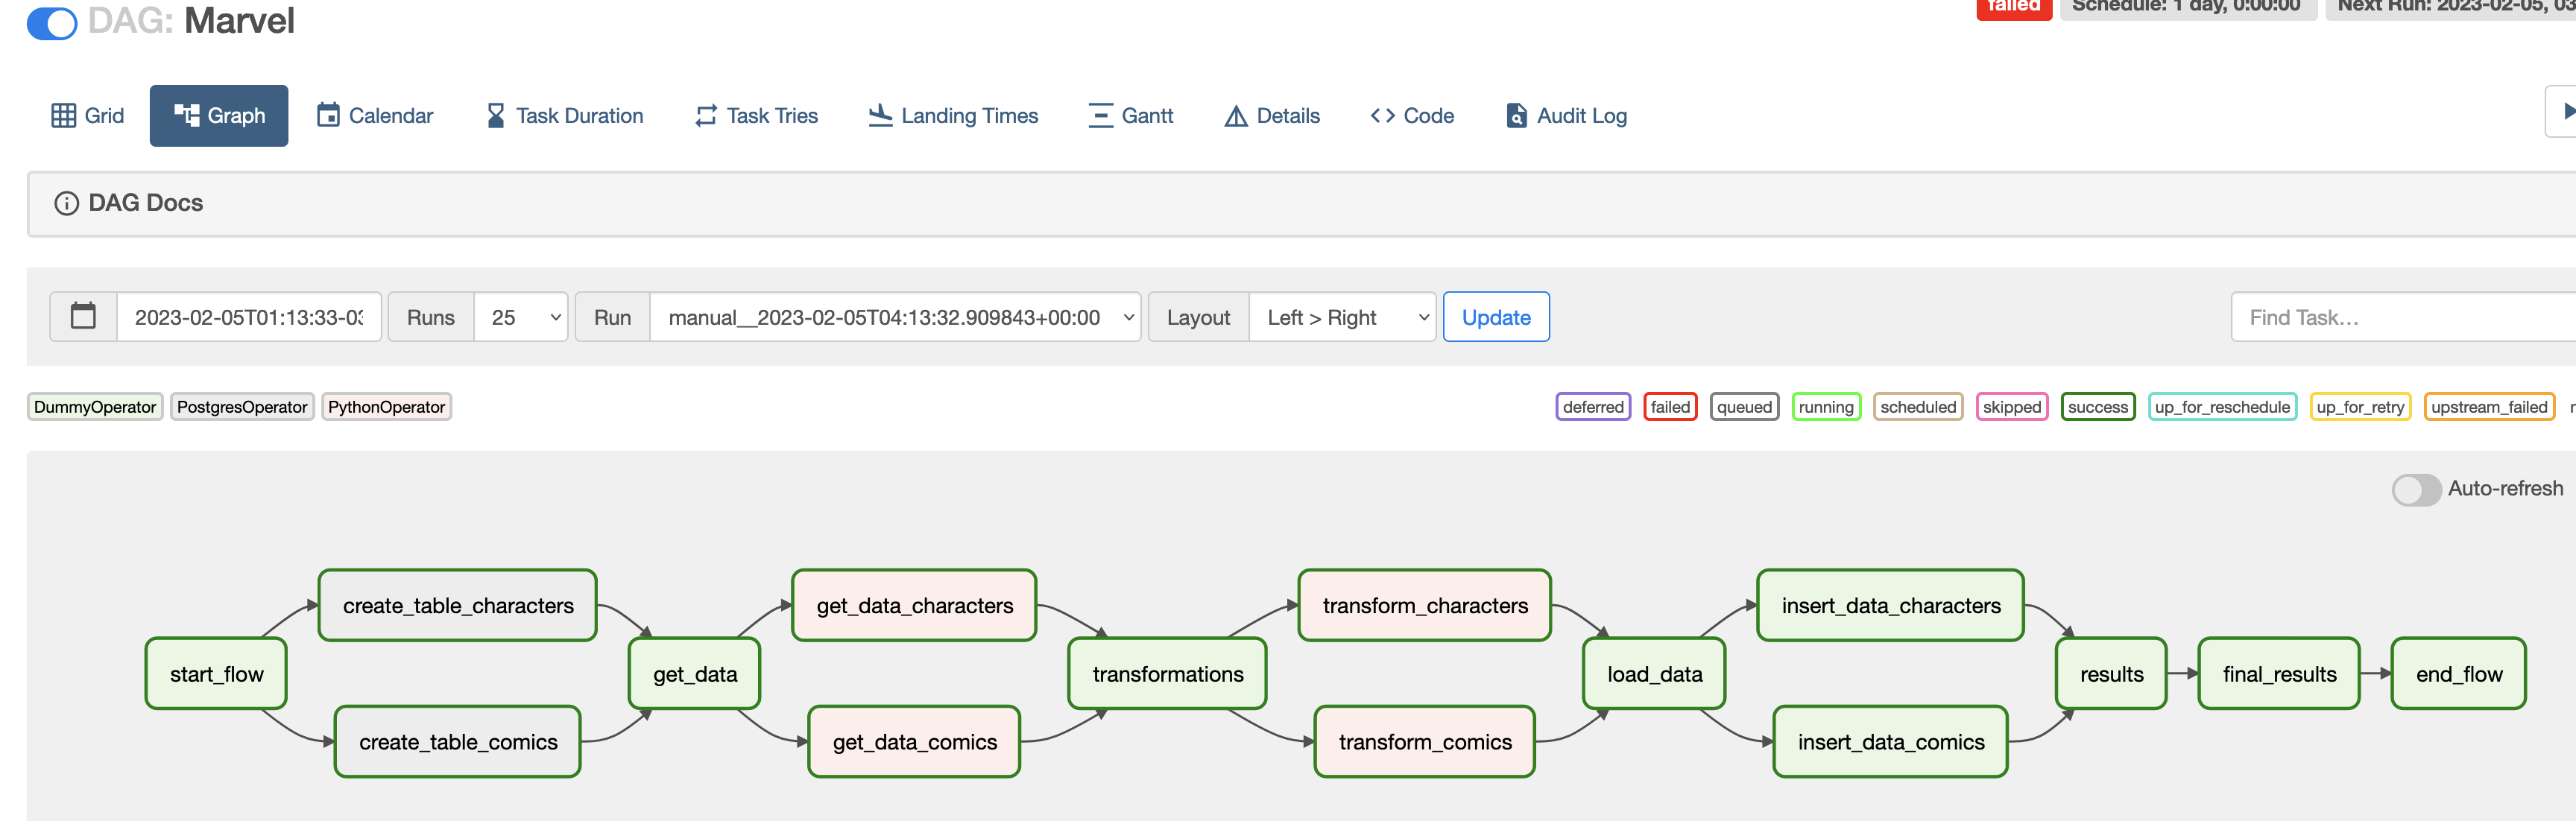 DAG: Marvel
failed Schedule: 1 day, 0:00:00 Next Run: 2023-02-05,
Grid Graph Calendar Task Duration Task Tries Landing Times Gantt Details Code Audit Log
DAG Docs
2023-02-05T01:13:33-03 Runs 25 Run manual__2023-02-05T04:13:32.909843+00:00 Layout Left > Right Update Find Task…
DummyOperator PostgresOperator PythonOperator deferred failed queued running scheduled skipped success up_for_reschedule up_for_retry upstream_failed
Auto-refresh
create_table_characters get_data_characters transform_characters insert_data_characters
start_flow get_data transformations load_data results final_results end_flow
create_table_comics get_data_comics transform_comics insert_data_comics